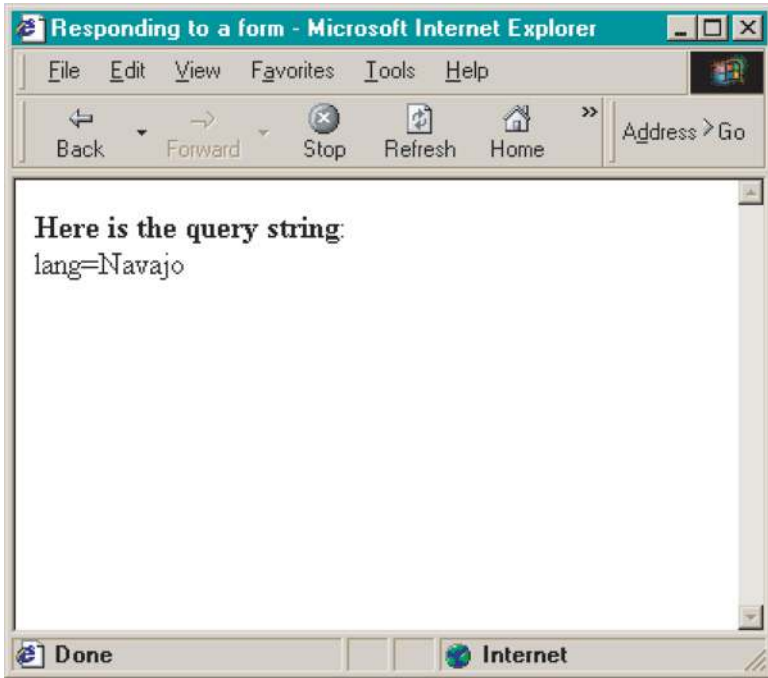 Responding to a form - Microsoft Internet Explorer
File Edit View Favorites Tools Help
Back Forward Stop Refresh Home » Address Go
Here is the query string:
lang=Navajo
Done Internet